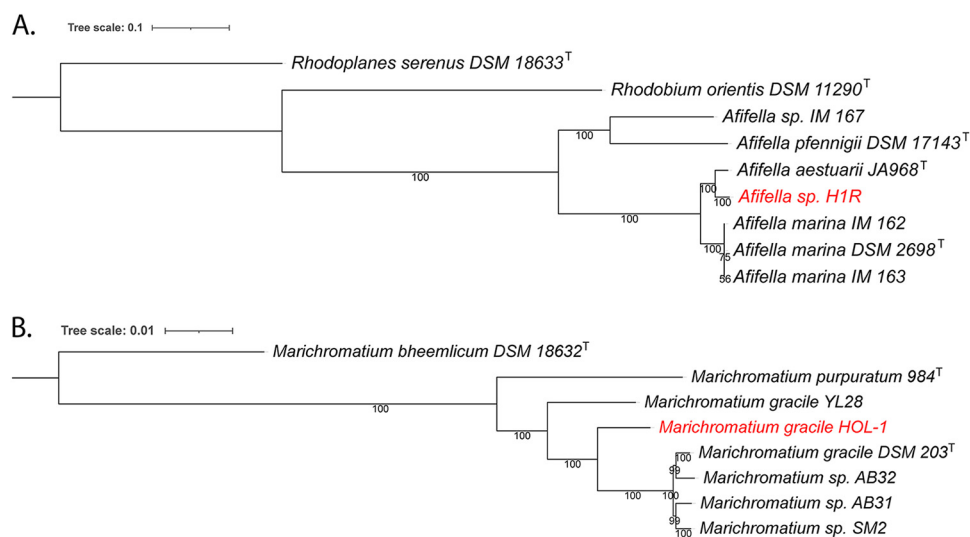 A.
Tree scale: 0.1
Rhodoplanes serenus DSM 18633T
Rhodobium orientis DSM 11290T
Afifella sp. IM 167
100
Afifella pfennigii DSM 17143T
Afifella aestuarii JA968T
100
100
Afifella sp. H1R
100
100
Afifella marina IM 162
Afifella marina DSM 2698T
100
75
Afifella marina IM 163
56
B.
Tree scale: 0.01
Marichromatium bheemlicum DSM 18632T
Marichromatium purpuratum 984T
Marichromatium gracile YL28
100
Marichromatium gracile HOL-1
100
Marichromatium gracile DSM 203T
100
100
99
Marichromatium sp. AB32
100
100
Marichromatium sp. AB31
99
Marichromatium sp. SM2
100